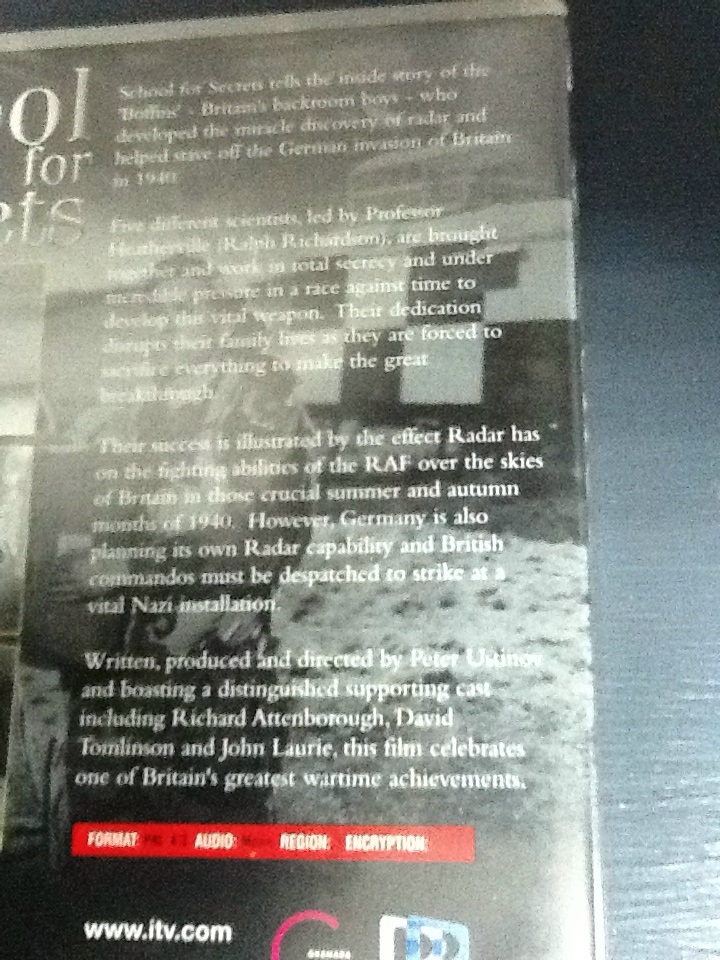 ol
for
ets
School for Secrets tells the inside story of the
'Boffins' - Britain's backroom boys - who
developed the miracle discovery of radar and
helped stave off the German invasion of Britain
in 1940.
Five different scientists, led by Professor
Heatherville (Ralph Richardson), are brought
together and work in total secrecy and under
incredible pressure in a race against time to
develop this vital weapon. Their dedication
disrupts their family lives as they are forced to
sacrifice everything to make the great
breakthrough.
Their success is illustrated by the effect Radar has
on the fighting abilities of the RAF over the skies
of Britain in those crucial summer and autumn
months of 1940. However, Germany is also
planning its own Radar capability and British
commandos must be despatched to strike at a
vital Nazi installation.
Written, produced and directed by Peter Ustinov
and boasting a distinguished supporting cast
including Richard Attenborough, David
Tomlinson and John Laurie, this film celebrates
one of Britain's greatest wartime achievements.
FORMAT: AUDIO: REGION: ENCRYPTION:
www.itv.com
GRANADA